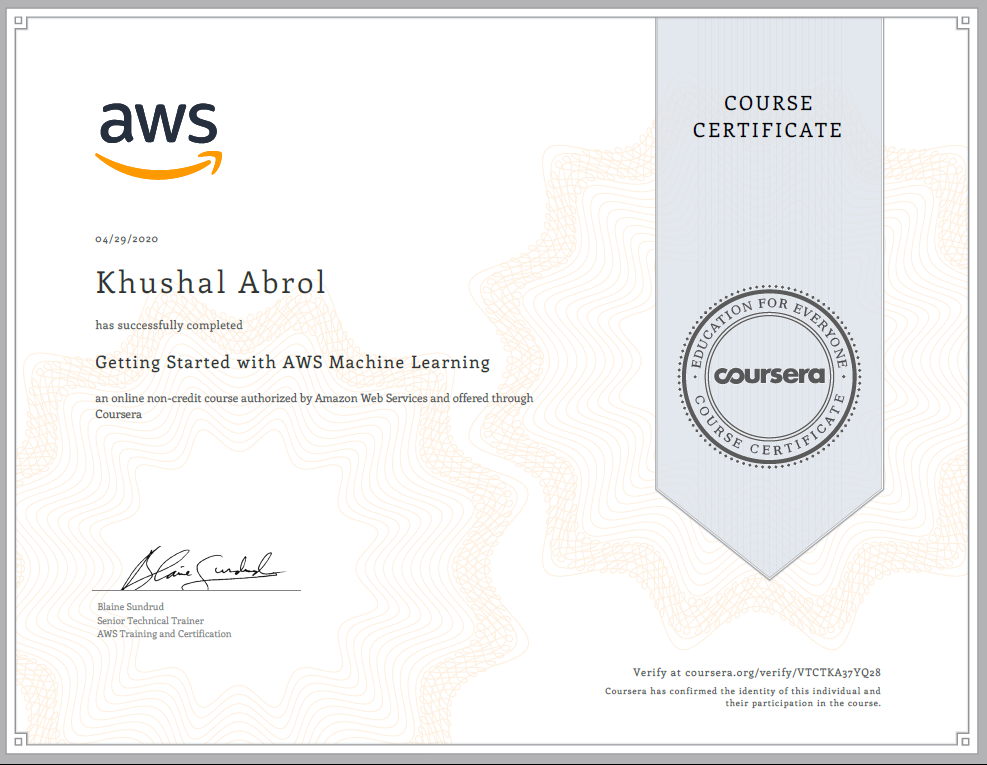 COURSE
CERTIFICATE
aws
04/29/2020
Khushal Abrol
has successfully completed
Getting Started with AWS Machine Learning
an online non-credit course authorized by Amazon Web Services and offered through
Coursera
EDUCATION FOR EVERYONE
coursera
COURSE CERTIFICATE
Blaine Sundrud
Blaine Sundrud
Senior Technical Trainer
AWS Training and Certification
Verify at coursera.org/verify/VTCTKA37YQ28
Coursera has confirmed the identity of this individual and
their participation in the course.